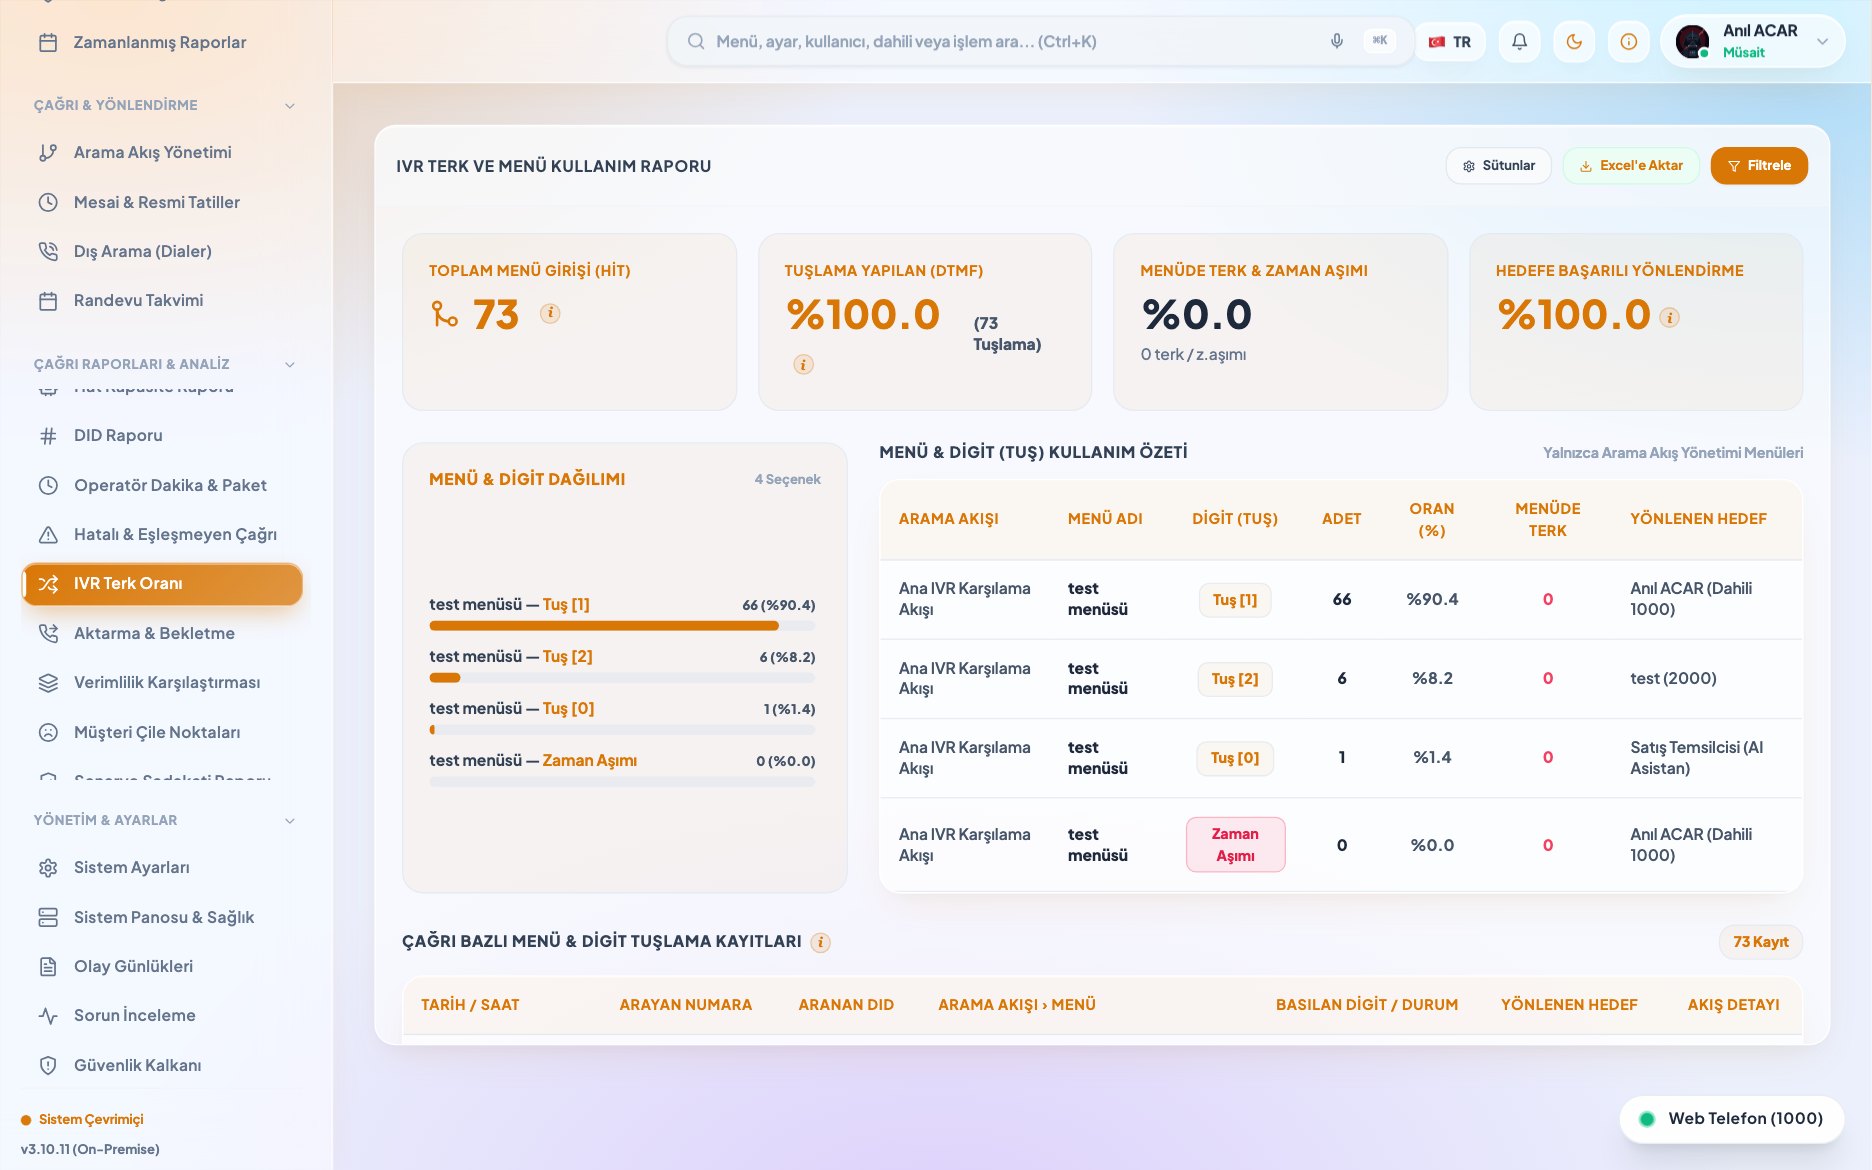 Zamanlanmış Raporlar
ÇAĞRI & YÖNLENDİRME
Arama Akış Yönetimi
Mesai & Resmi Tatiller
Dış Arama (Dialer)
Randevu Takvimi
ÇAĞRI RAPORLARI & ANALİZ
DID Raporu
Operatör Dakika & Paket
Hatalı & Eşleşmeyen Çağrı
IVR Terk Oranı
Aktarma & Bekletme
Verimlilik Karşılaştırması
Müşteri Çile Noktaları
YÖNETİM & AYARLAR
Sistem Ayarları
Sistem Panosu & Sağlık
Olay Günlükleri
Sorun İnceleme
Güvenlik Kalkanı
Sistem Çevrimiçi
v3.10.11 (On-Premise)
Menü, ayar, kullanıcı, dahili veya işlem ara... (Ctrl+K)
⌘K
TR
Anıl ACAR
Müsait
IVR TERK VE MENÜ KULLANIM RAPORU
Sütunlar
Excel'e Aktar
Filtrele
TOPLAM MENÜ GİRİŞİ (HİT)
73
TUŞLAMA YAPILAN (DTMF)
%100.0
(73
Tuşlama)
MENÜDE TERK & ZAMAN AŞIMI
%0.0
0 terk / z.aşımı
HEDEFE BAŞARILI YÖNLENDİRME
%100.0
MENÜ & DİGİT DAĞILIMI
4 Seçenek
test menüsü — Tuş [1] 66 (%90.4)
test menüsü — Tuş [2] 6 (%8.2)
test menüsü — Tuş [0] 1 (%1.4)
test menüsü — Zaman Aşımı 0 (%0.0)
MENÜ & DİGİT (TUŞ) KULLANIM ÖZETİ
Yalnızca Arama Akış Yönetimi Menüleri
ARAMA AKIŞI MENÜ ADI DİGİT (TUŞ) ADET ORAN (%) MENÜDE TERK YÖNLENEN HEDEF
Ana IVR Karşılama Akışı test menüsü Tuş [1] 66 %90.4 0 Anıl ACAR (Dahili 1000)
Ana IVR Karşılama Akışı test menüsü Tuş [2] 6 %8.2 0 test (2000)
Ana IVR Karşılama Akışı test menüsü Tuş [0] 1 %1.4 0 Satış Temsilcisi (AI Asistan)
Ana IVR Karşılama Akışı test menüsü Zaman Aşımı 0 %0.0 0 Anıl ACAR (Dahili 1000)
ÇAĞRI BAZLI MENÜ & DİGİT TUŞLAMA KAYITLARI
73 Kayıt
TARİH / SAAT ARAYAN NUMARA ARANAN DID ARAMA AKIŞI › MENÜ BASILAN DİGİT / DURUM YÖNLENEN HEDEF AKIŞ DETAYI
Web Telefon (1000)